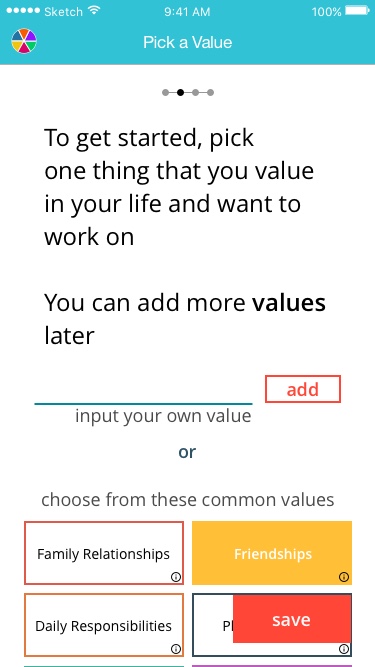 Sketch 9:41 AM 100%
Pick a Value
To get started, pick
one thing that you value
in your life and want to
work on
You can add more values
later
add
input your own value
or
choose from these common values
Family Relationships Friendships
Daily Responsibilities
save